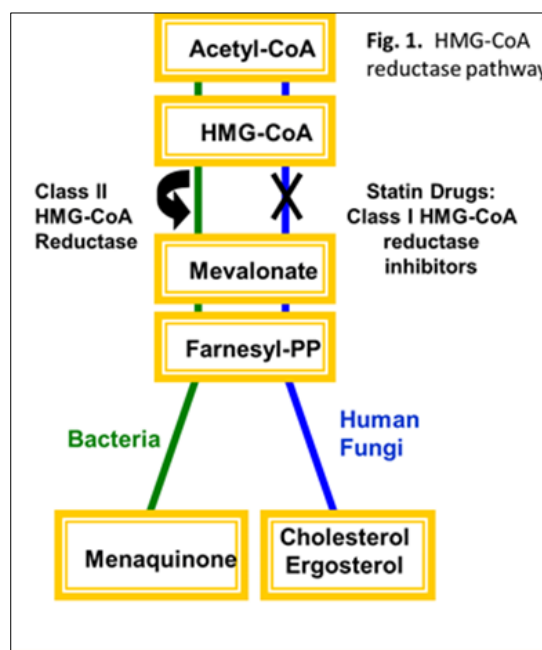 Acetyl-CoA
Fig. 1. HMG-CoA
reductase pathway
HMG-CoA
Class II
HMG-CoA
Reductase
Statin Drugs:
Class I HMG-CoA
reductase
inhibitors
Mevalonate
Farnesyl-PP
Bacteria
Human
Fungi
Menaquinone
Cholesterol
Ergosterol